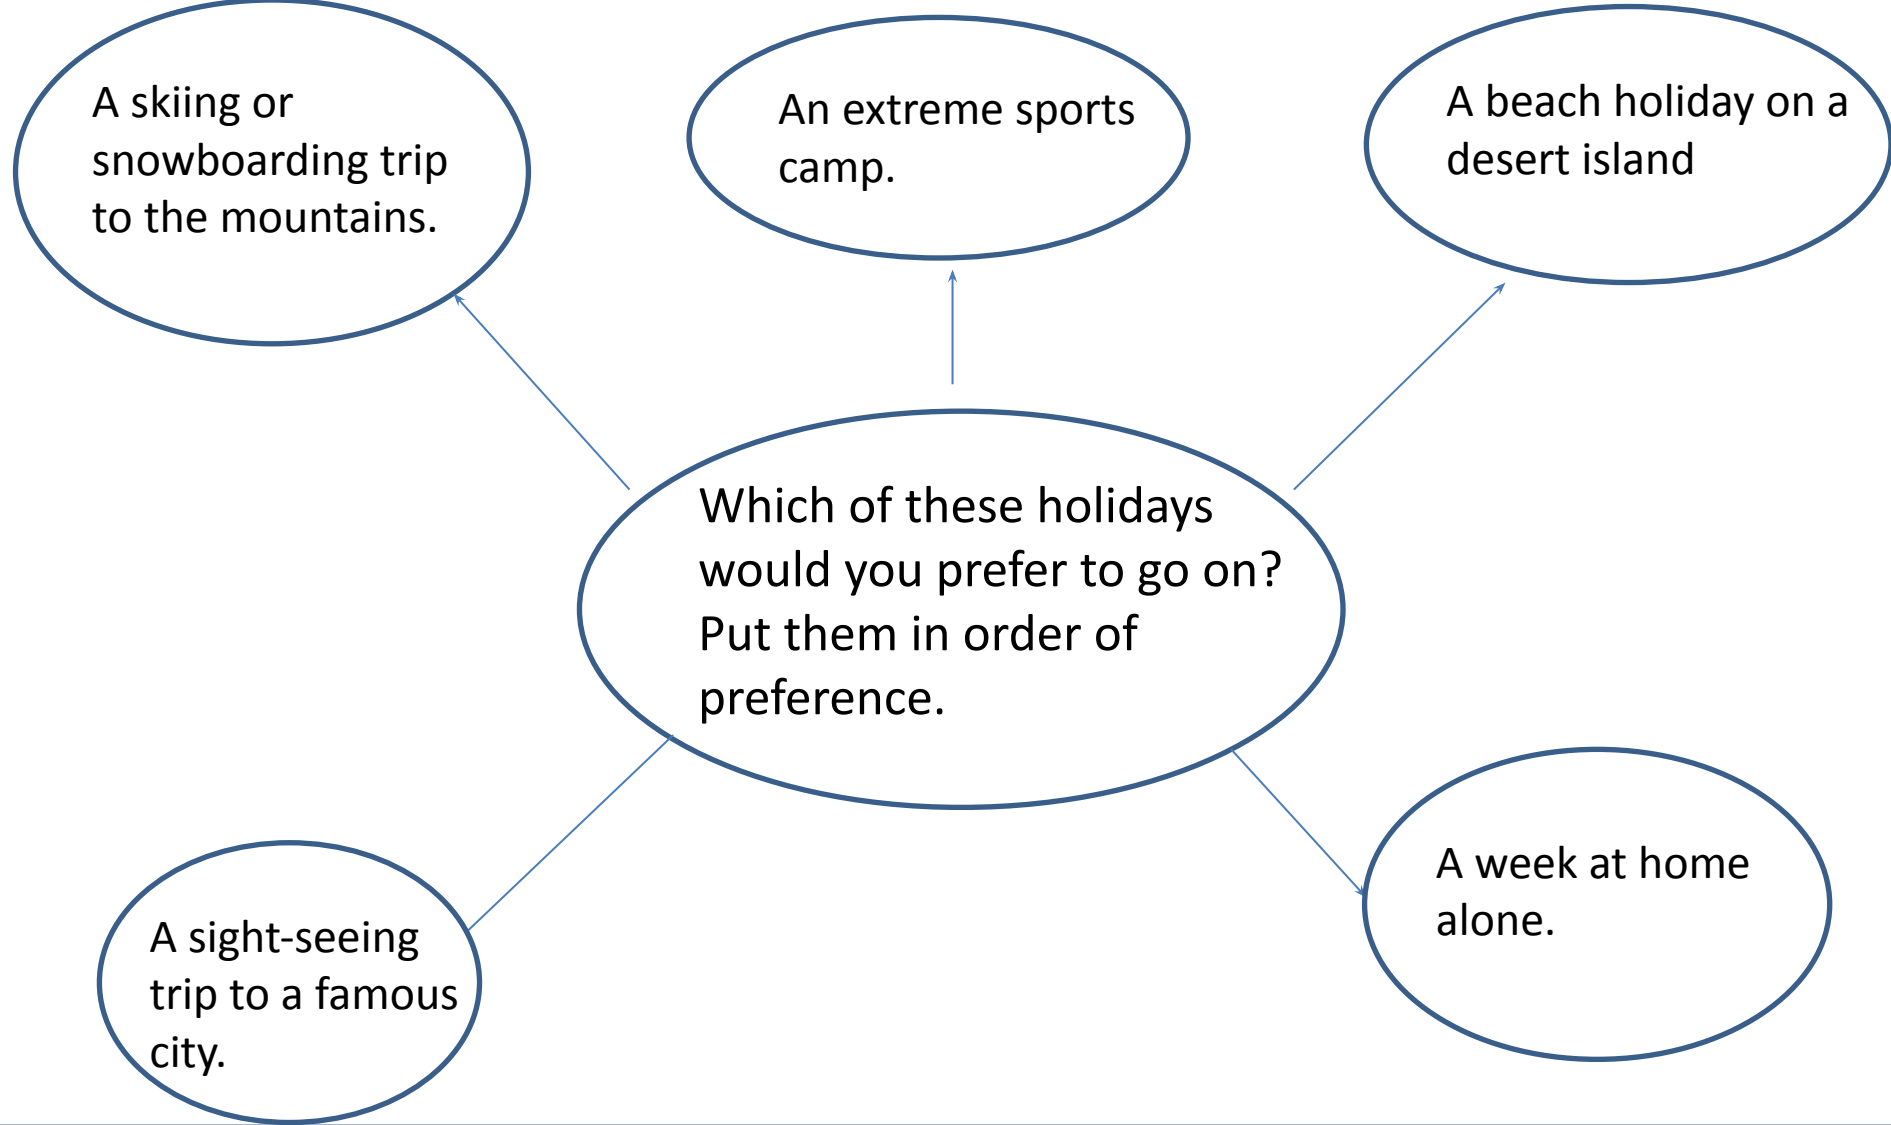 A skiing or
snowboarding trip
to the mountains.
An extreme sports
camp.
A beach holiday on a
desert island
Which of these holidays
would you prefer to go on?
Put them in order of
preference.
A sight-seeing
trip to a famous
city.
A week at home
alone.